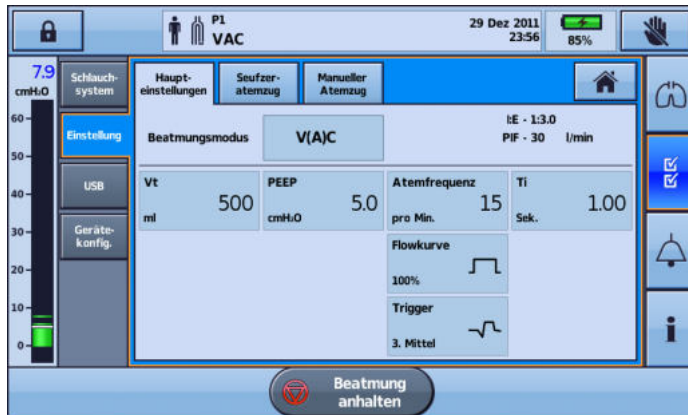 P1
VAC
29 Dez 2011
23:56
85%
7.9
cmH₂O
60
50
40
30
20
10
0
Schlauch-
system
Einstellung
USB
Geräte-
konfig.
Haupt-
einstellungen
Seufzer-
atemzug
Manueller
Atemzug
Beatmungsmodus
V(A)C
I:E - 1:3.0
PIF - 30 l/min
Vt
500
ml
PEEP
5.0
cmH₂O
Atemfrequenz
15
pro Min.
Ti
1.00
Sek.
Flowkurve
100%
Trigger
3. Mittel
Beatmung
anhalten